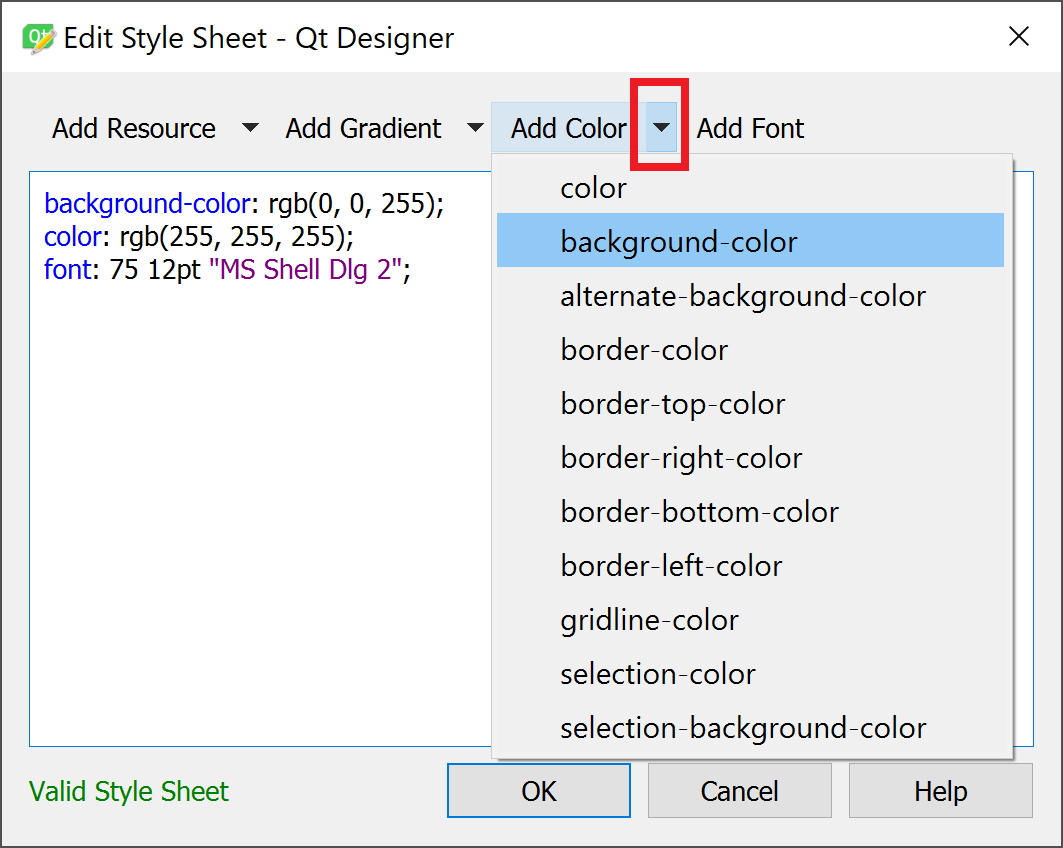 Qt Edit Style Sheet - Qt Designer
Add Resource Add Gradient Add Color Add Font
background-color: rgb(0, 0, 255);
color: rgb(255, 255, 255);
font: 75 12pt "MS Shell Dlg 2";
color
background-color
alternate-background-color
border-color
border-top-color
border-right-color
border-bottom-color
border-left-color
gridline-color
selection-color
selection-background-color
Valid Style Sheet OK Cancel Help